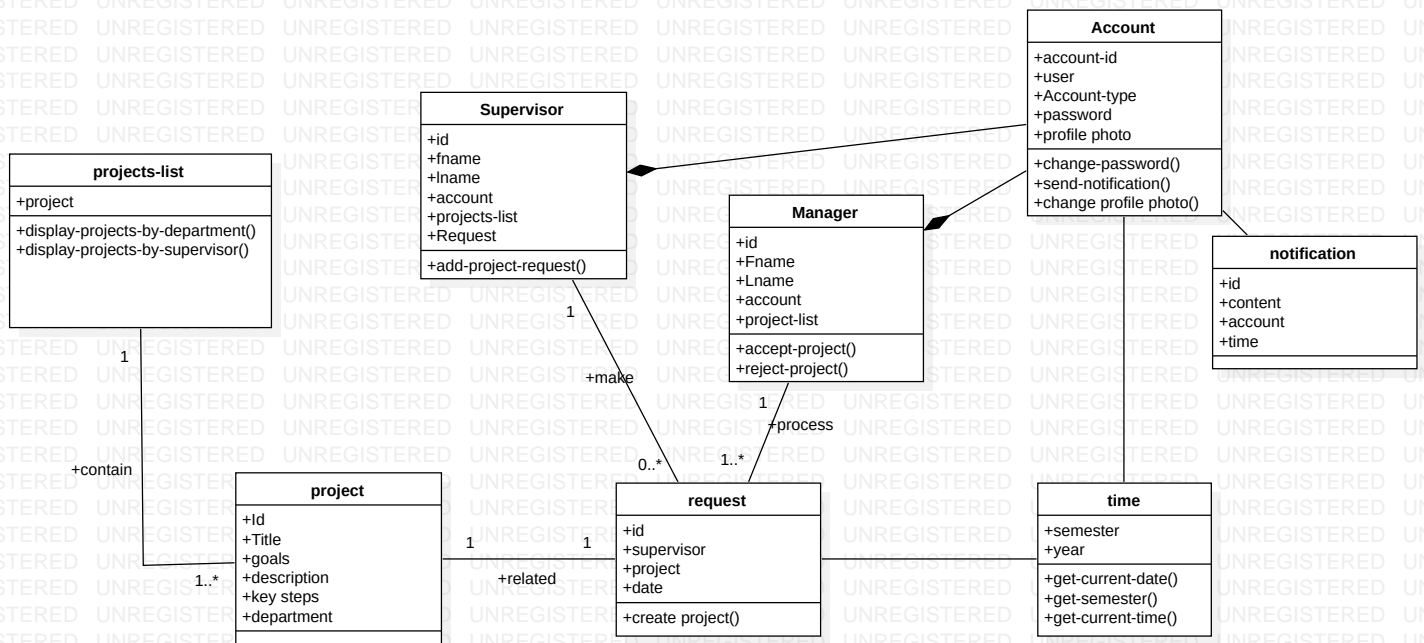 Account
+account-id
+user
+Account-type
+password
+profile photo
+change-password()
+send-notification()
+change profile photo()
Supervisor
+id
+fname
+lname
+account
+projects-list
+Request
+add-project-request()
projects-list
+project
+display-projects-by-department()
+display-projects-by-supervisor()
Manager
+id
+Fname
+Lname
+account
+project-list
+accept-project()
+reject-project()
notification
+id
+content
+account
+time
1
+make
0..*
1
+process
1..*
1
+contain
1..*
project
+Id
+Title
+goals
+description
+key steps
+department
1
1
+related
request
+id
+supervisor
+project
+date
+create project()
time
+semester
+year
+get-current-date()
+get-semester()
+get-current-time()
UNREGISTERED